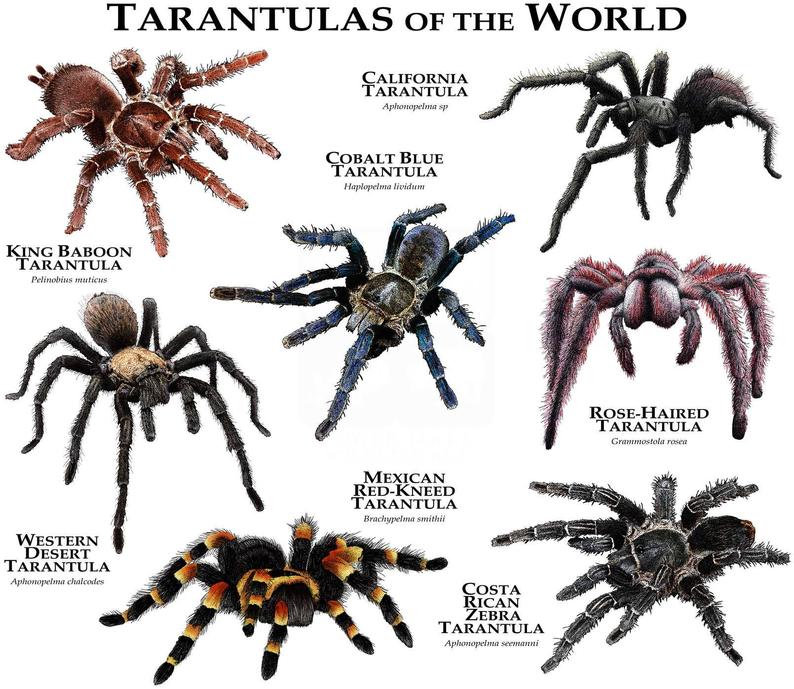 TARANTULAS OF THE WORLD
CALIFORNIA
TARANTULA
Aphonopelma sp
COBALT BLUE
TARANTULA
Haplopelma lividum
KING BABOON
TARANTULA
Pelinobius muticus
ROSE-HAIRED
TARANTULA
Grammostola rosea
MEXICAN
RED-KNEED
TARANTULA
Brachypelma smithii
WESTERN
DESERT
TARANTULA
Aphonopelma chalcodes
COSTA
RICAN
ZEBRA
TARANTULA
Aphonopelma seemanni